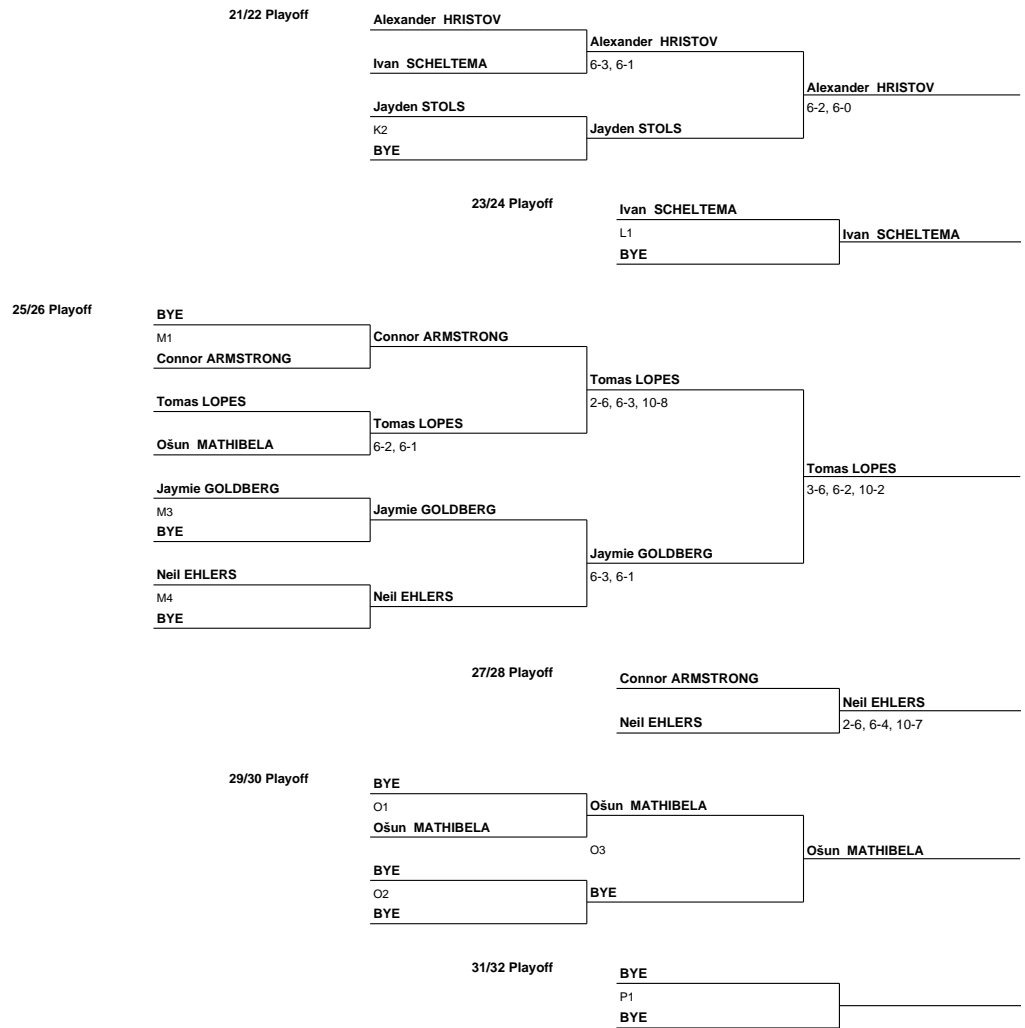 21/22 Playoff
Alexander HRISTOV
Alexander HRISTOV
Ivan SCHELTEMA
6-3, 6-1
Alexander HRISTOV
Jayden STOLS
6-2, 6-0
K2
Jayden STOLS
BYE
23/24 Playoff
Ivan SCHELTEMA
L1
Ivan SCHELTEMA
BYE
25/26 Playoff
BYE
M1
Connor ARMSTRONG
Connor ARMSTRONG
Tomas LOPES
Tomas LOPES
2-6, 6-3, 10-8
Tomas LOPES
Ošun MATHIBELA
6-2, 6-1
Tomas LOPES
Jaymie GOLDBERG
3-6, 6-2, 10-2
M3
Jaymie GOLDBERG
BYE
Jaymie GOLDBERG
Neil EHLERS
6-3, 6-1
M4
Neil EHLERS
BYE
27/28 Playoff
Connor ARMSTRONG
Neil EHLERS
Neil EHLERS
2-6, 6-4, 10-7
29/30 Playoff
BYE
O1
Ošun MATHIBELA
Ošun MATHIBELA
O3
Ošun MATHIBELA
BYE
O2
BYE
BYE
31/32 Playoff
BYE
P1
BYE